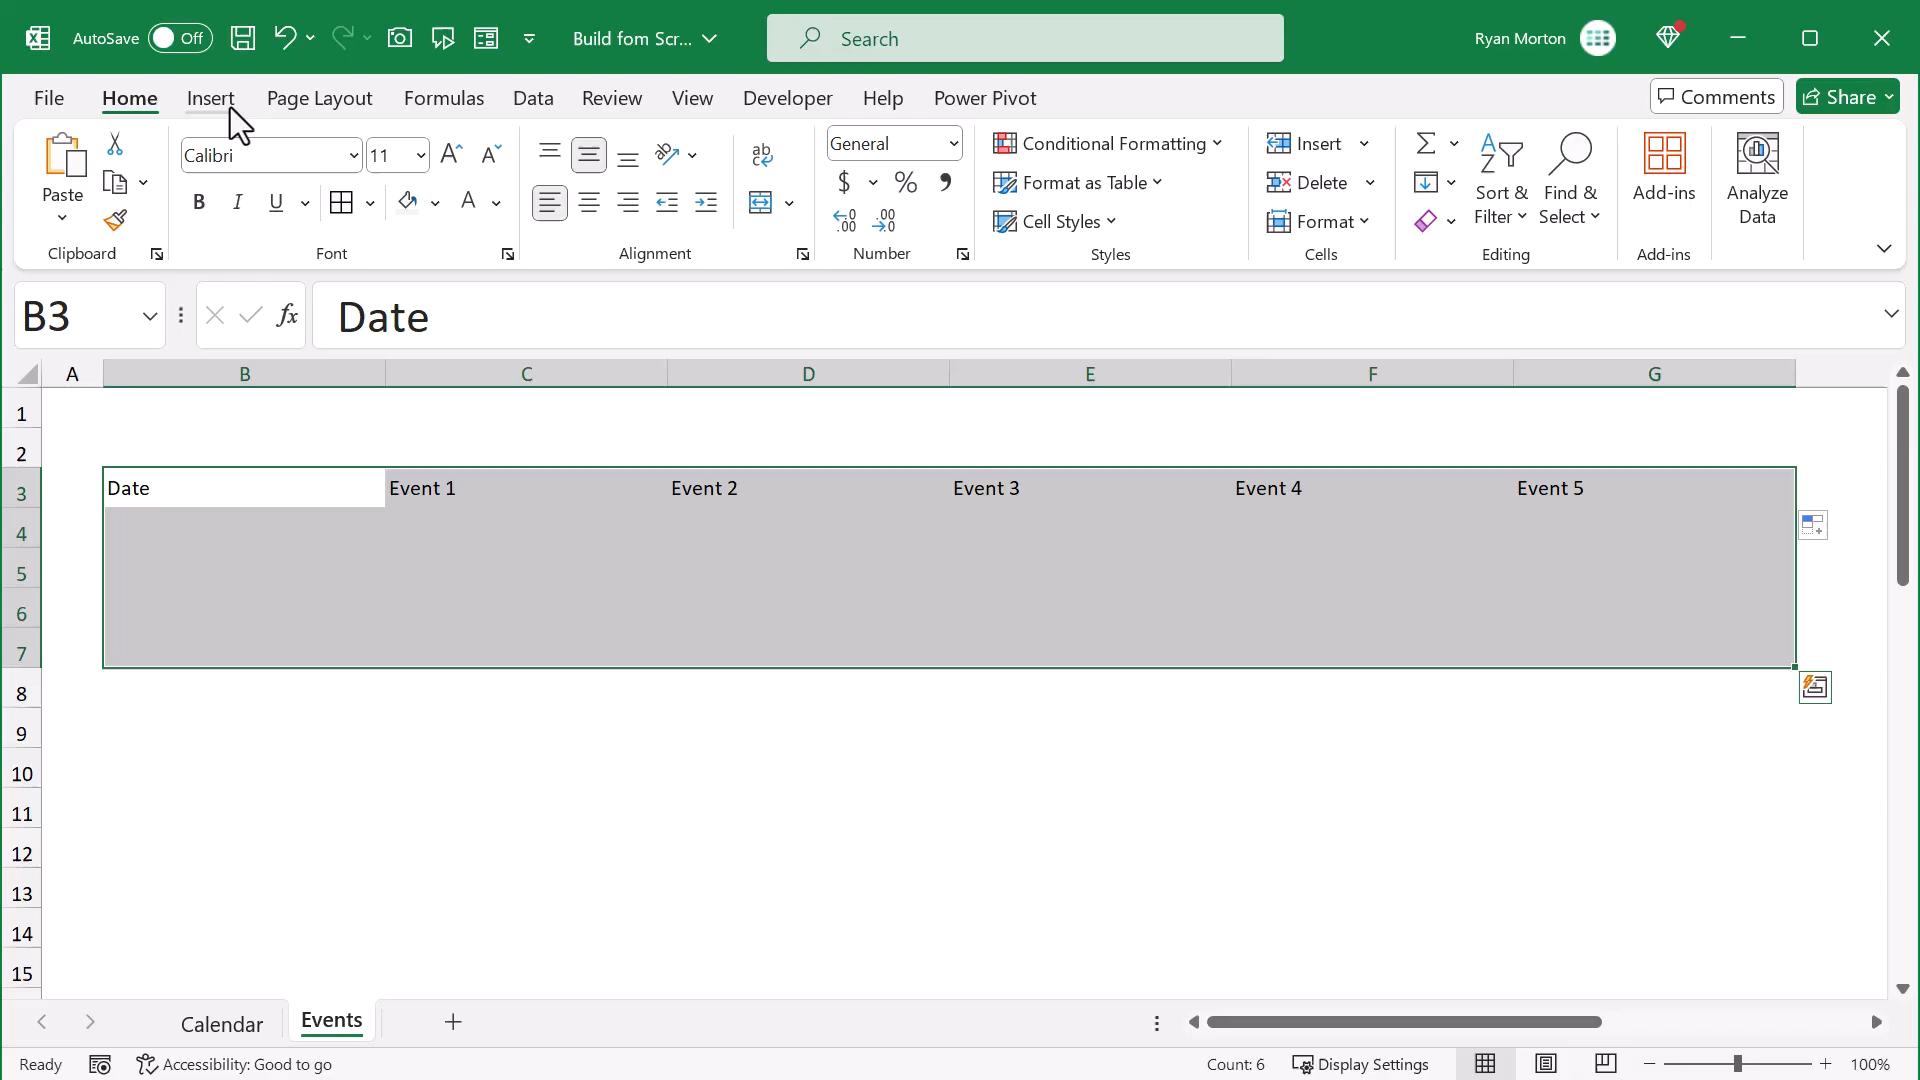 AutoSave Off Build fom Scr... Search Ryan Morton
File Home Insert Page Layout Formulas Data Review View Developer Help Power Pivot Comments Share
Paste
Clipboard
Calibri 11
B I U A
Font
ab
Alignment
General
$ % ,
.00 .0
Number
Conditional Formatting
Format as Table
Cell Styles
Styles
Insert
Delete
Format
Cells
Sort & Filter
Find & Select
Editing
Add-ins
Add-ins
Analyze Data
B3 fx Date
A B C D E F G
1
2
3 Date Event 1 Event 2 Event 3 Event 4 Event 5
4
5
6
7
8
9
10
11
12
13
14
15
Calendar Events
Ready Accessibility: Good to go Count: 6 Display Settings 100%